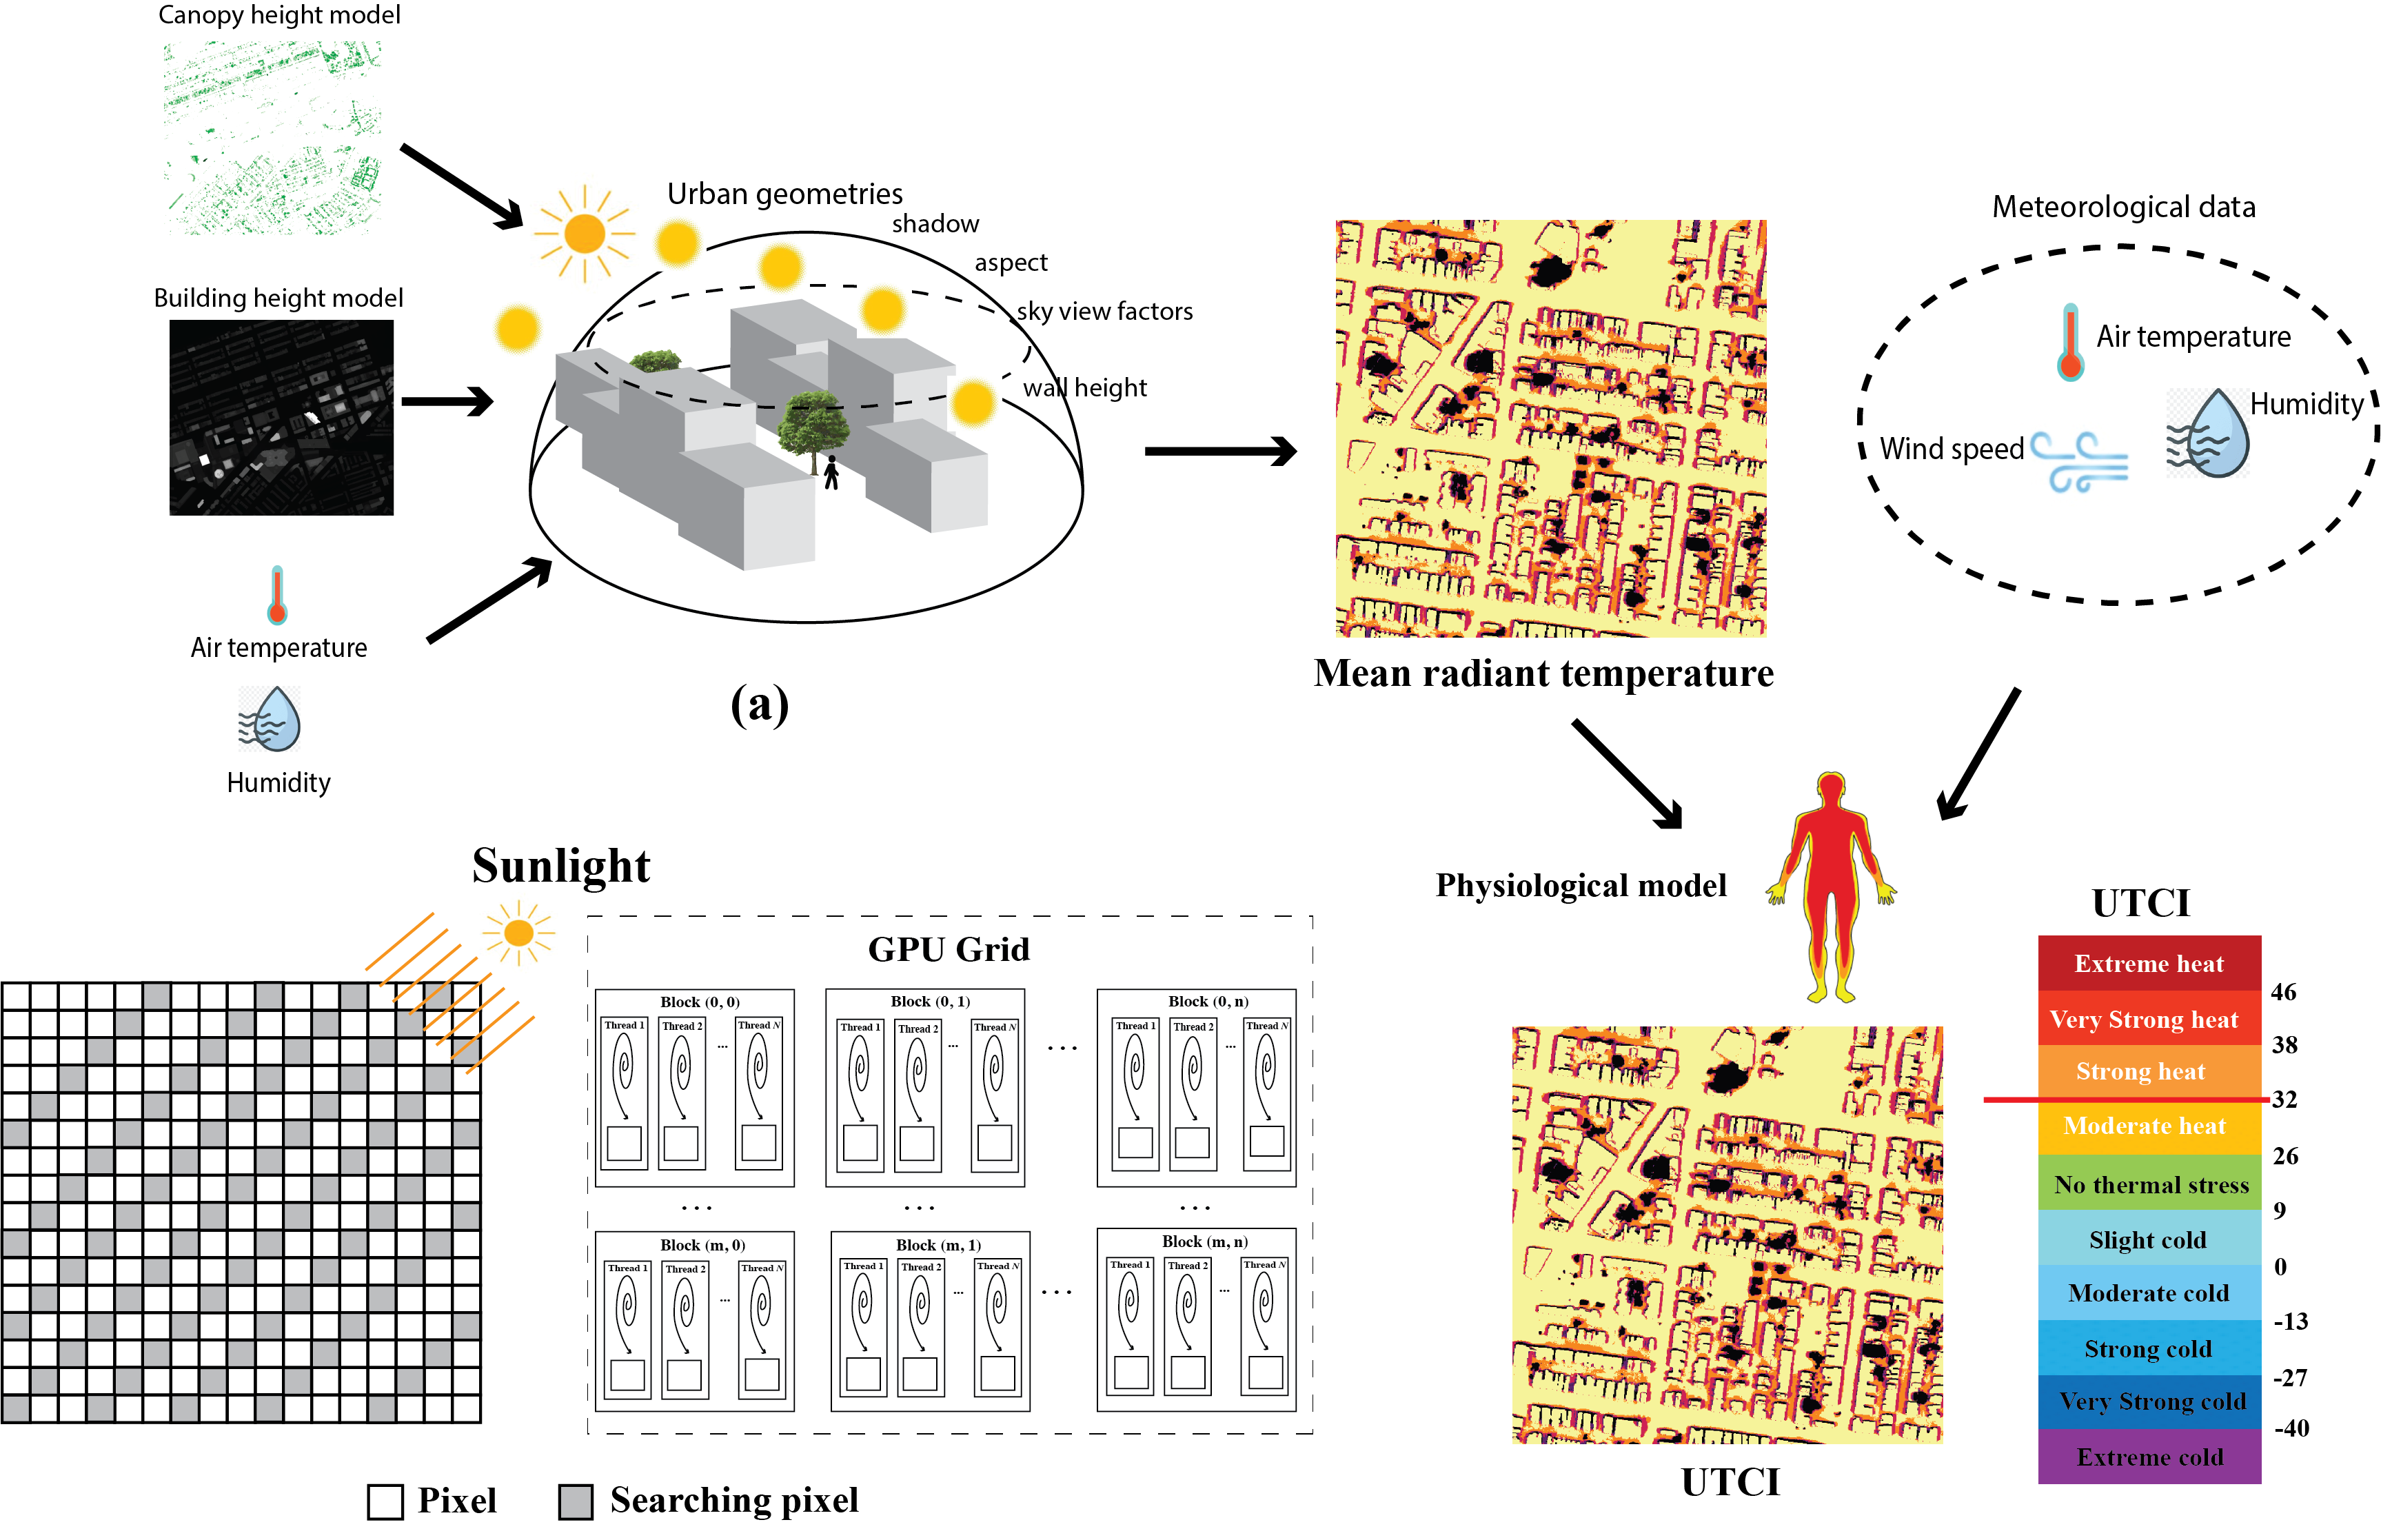 Canopy height model
Building height model
Air temperature
Humidity
Urban geometries
shadow
aspect
sky view factors
wall height
(a)
Mean radiant temperature
Meteorological data
Air temperature
Humidity
Wind speed
Physiological model
Sunlight
Pixel
Searching pixel
GPU Grid
Block (0, 0)
Thread 1
Thread 2
...
Thread N
Block (0, 1)
Thread 1
Thread 2
...
Thread N
. . .
Block (0, n)
Thread 1
Thread 2
...
Thread N
. . .
. . .
. . .
Block (m, 0)
Thread 1
Thread 2
...
Thread N
Block (m, 1)
Thread 1
Thread 2
...
Thread N
. . .
Block (m, n)
Thread 1
Thread 2
...
Thread N
UTCI
UTCI
Extreme heat
46
Very Strong heat
38
Strong heat
32
Moderate heat
26
No thermal stress
9
Slight cold
0
Moderate cold
-13
Strong cold
-27
Very Strong cold
-40
Extreme cold